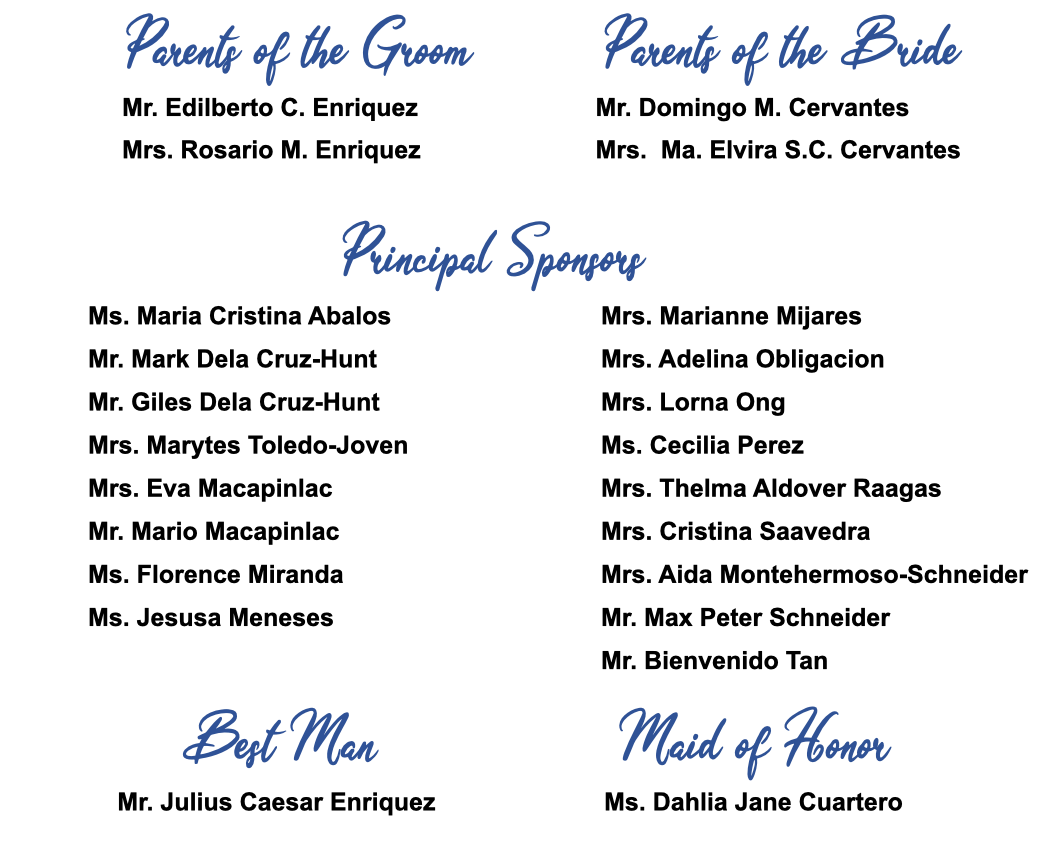 Parents of the Groom
Mr. Edilberto C. Enriquez
Mrs. Rosario M. Enriquez
Parents of the Bride
Mr. Domingo M. Cervantes
Mrs.  Ma. Elvira S.C. Cervantes
Principal Sponsors
Ms. Maria Cristina Abalos
Mr. Mark Dela Cruz-Hunt
Mr. Giles Dela Cruz-Hunt
Mrs. Marytes Toledo-Joven
Mrs. Eva Macapinlac
Mr. Mario Macapinlac
Ms. Florence Miranda
Ms. Jesusa Meneses
Mrs. Marianne Mijares
Mrs. Adelina Obligacion
Mrs. Lorna Ong
Ms. Cecilia Perez
Mrs. Thelma Aldover Raagas
Mrs. Cristina Saavedra
Mrs. Aida Montehermoso-Schneider
Mr. Max Peter Schneider
Mr. Bienvenido Tan
Best Man
Mr. Julius Caesar Enriquez
Maid of Honor
Ms. Dahlia Jane Cuartero